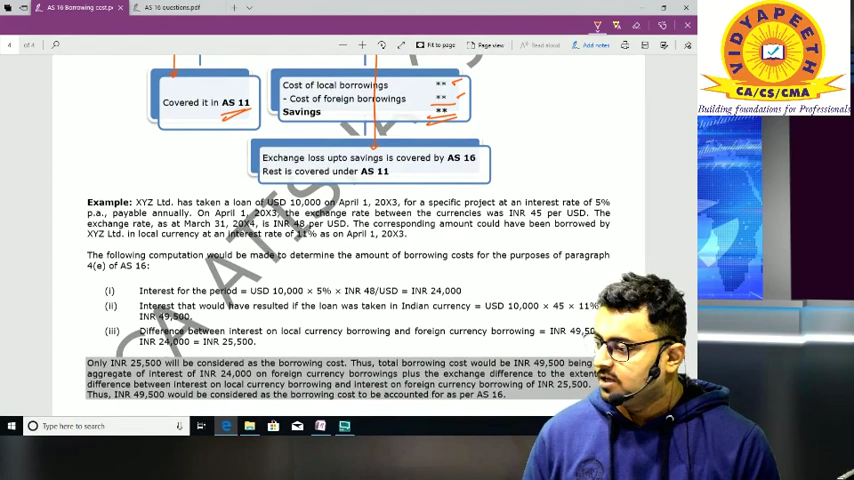 AS 16 Borrowing cost.p
AS 16 questions.pdf
4 of 4
Fit to page
Page view
Read aloud
Add notes
VIDYAPEETH
CA/CS/CMA
Building foundations for Professionals
Covered it in AS 11
Cost of local borrowings **
- Cost of foreign borrowings **
Savings **
Exchange loss upto savings is covered by AS 16
Rest is covered under AS 11
Example: XYZ Ltd. has taken a loan of USD 10,000 on April 1, 20X3, for a specific project at an interest rate of 5%
p.a., payable annually. On April 1, 20X3, the exchange rate between the currencies was INR 45 per USD. The
exchange rate, as at March 31, 20X4, is INR 48 per USD. The corresponding amount could have been borrowed by
XYZ Ltd. in local currency at an interest rate of 11% as on April 1, 20X3.
The following computation would be made to determine the amount of borrowing costs for the purposes of paragraph
4(e) of AS 16:
(i) Interest for the period = USD 10,000 × 5% × INR 48/USD = INR 24,000
(ii) Interest that would have resulted if the loan was taken in Indian currency = USD 10,000 × 45 × 11%
INR 49,500.
(iii) Difference between interest on local currency borrowing and foreign currency borrowing = INR 49,50
INR 24,000 = INR 25,500.
Only INR 25,500 will be considered as the borrowing cost. Thus, total borrowing cost would be INR 49,500 being
aggregate of interest of INR 24,000 on foreign currency borrowings plus the exchange difference to the extent
difference between interest on local currency borrowing and interest on foreign currency borrowing of INR 25,500.
Thus, INR 49,500 would be considered as the borrowing cost to be accounted for as per AS 16.
Type here to search